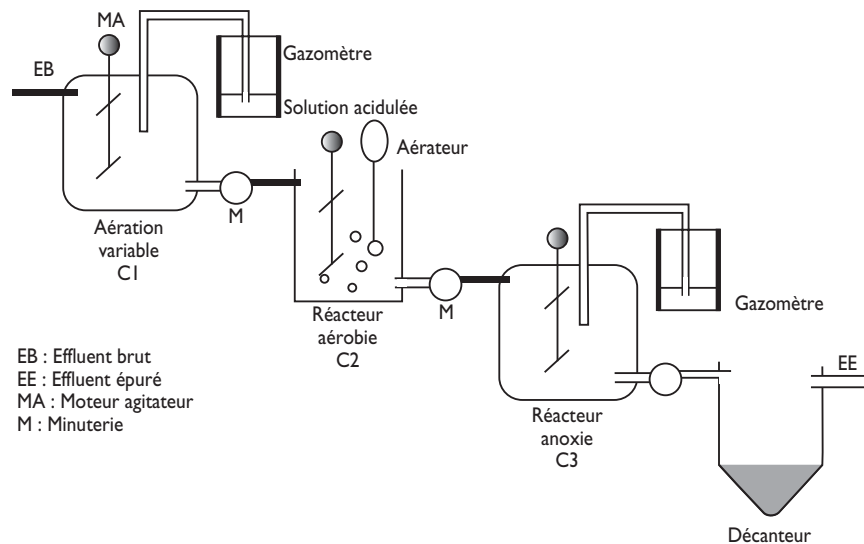 MA
EB
Gazomètre
Solution acidulée
Aérateur
M
Aération
variable
C1
M
Réacteur
aérobie
C2
Gazomètre
EB : Effluent brut
EE : Effluent épuré
MA : Moteur agitateur
M : Minuterie
EE
Réacteur
anoxie
C3
Décanteur